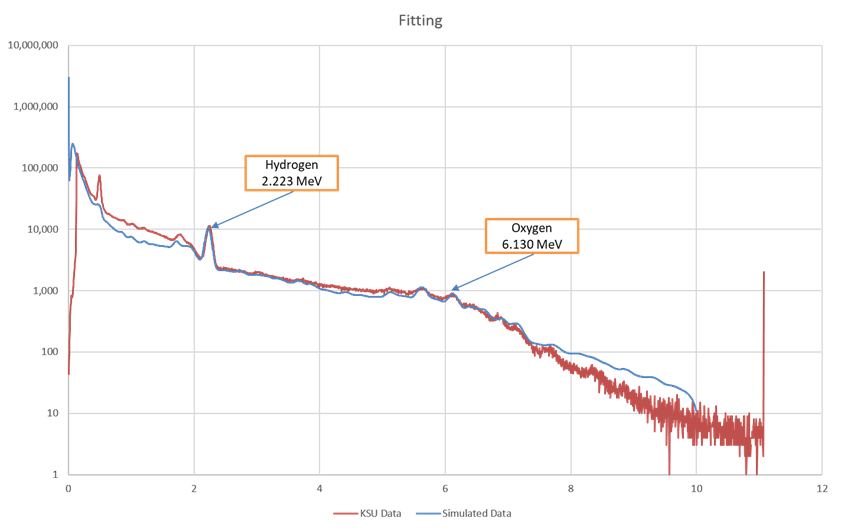 Fitting
10,000,000
1,000,000
100,000
10,000
1,000
100
10
1
Hydrogen
2.223 MeV
Oxygen
6.130 MeV
0 2 4 6 8 10 12
KSU Data Simulated Data